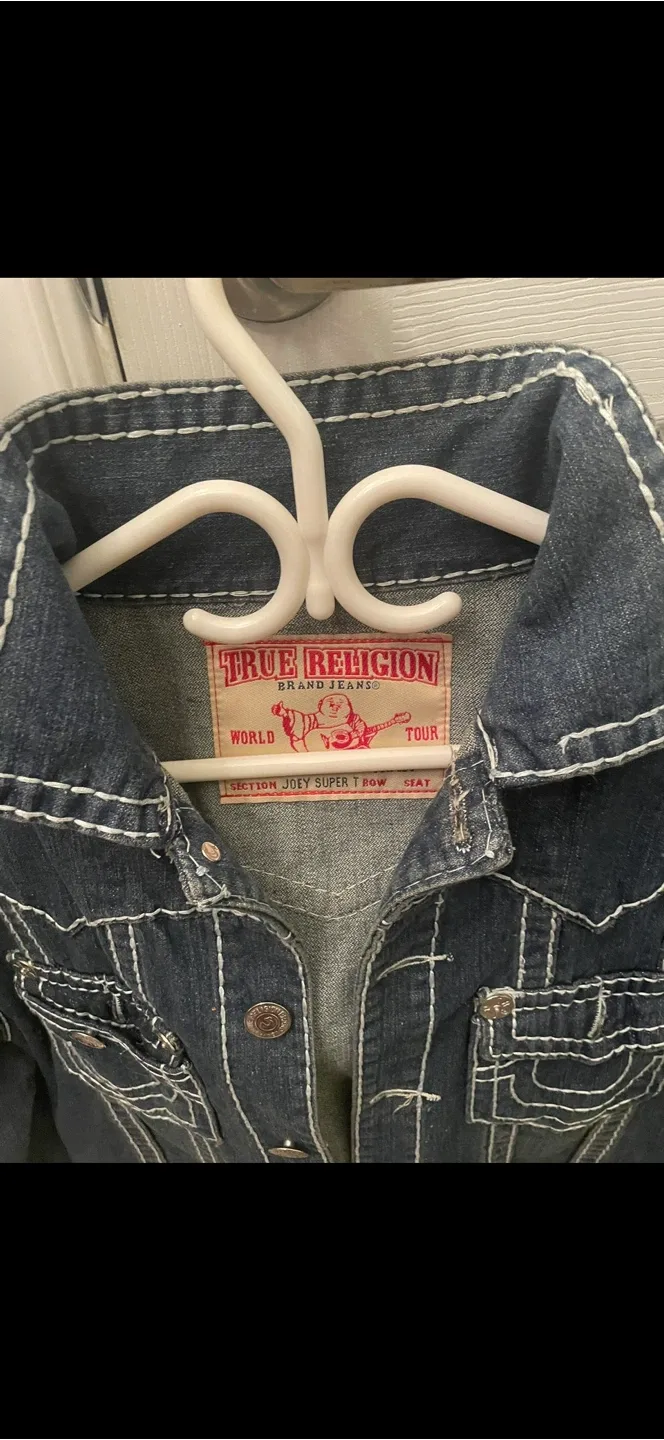 TRUE RELIGION
BRAND JEANS®
WORLD TOUR
SECTION JOEY SUPER T ROW SEAT